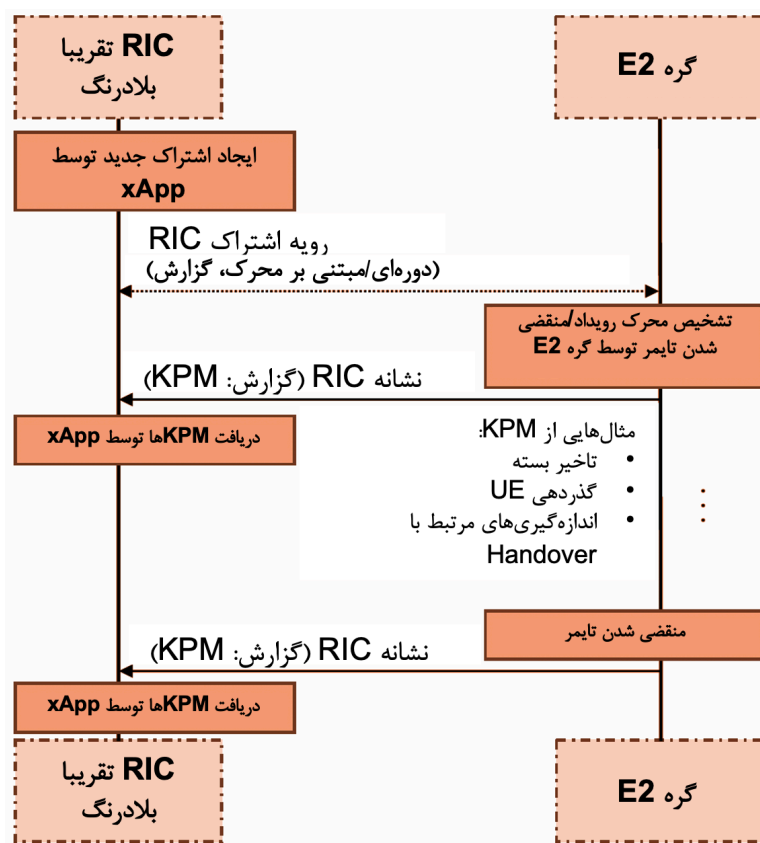 RIC تقریبا
بلادرنگ
گره E2
ایجاد اشتراک جدید توسط
xApp
رویه اشتراک RIC
(دوره‌ای/مبتنی بر محرک، گزارش)
تشخیص محرک رویداد/منقضی
شدن تایمر توسط گره E2
نشانه RIC (گزارش: KPM)
دریافت KPMها توسط xApp
مثال‌هایی از KPM:
• تاخیر بسته
• گذردهی UE
• اندازه‌گیری‌های مرتبط با
Handover
منقضی شدن تایمر
نشانه RIC (گزارش: KPM)
دریافت KPMها توسط xApp
RIC تقریبا
بلادرنگ
گره E2